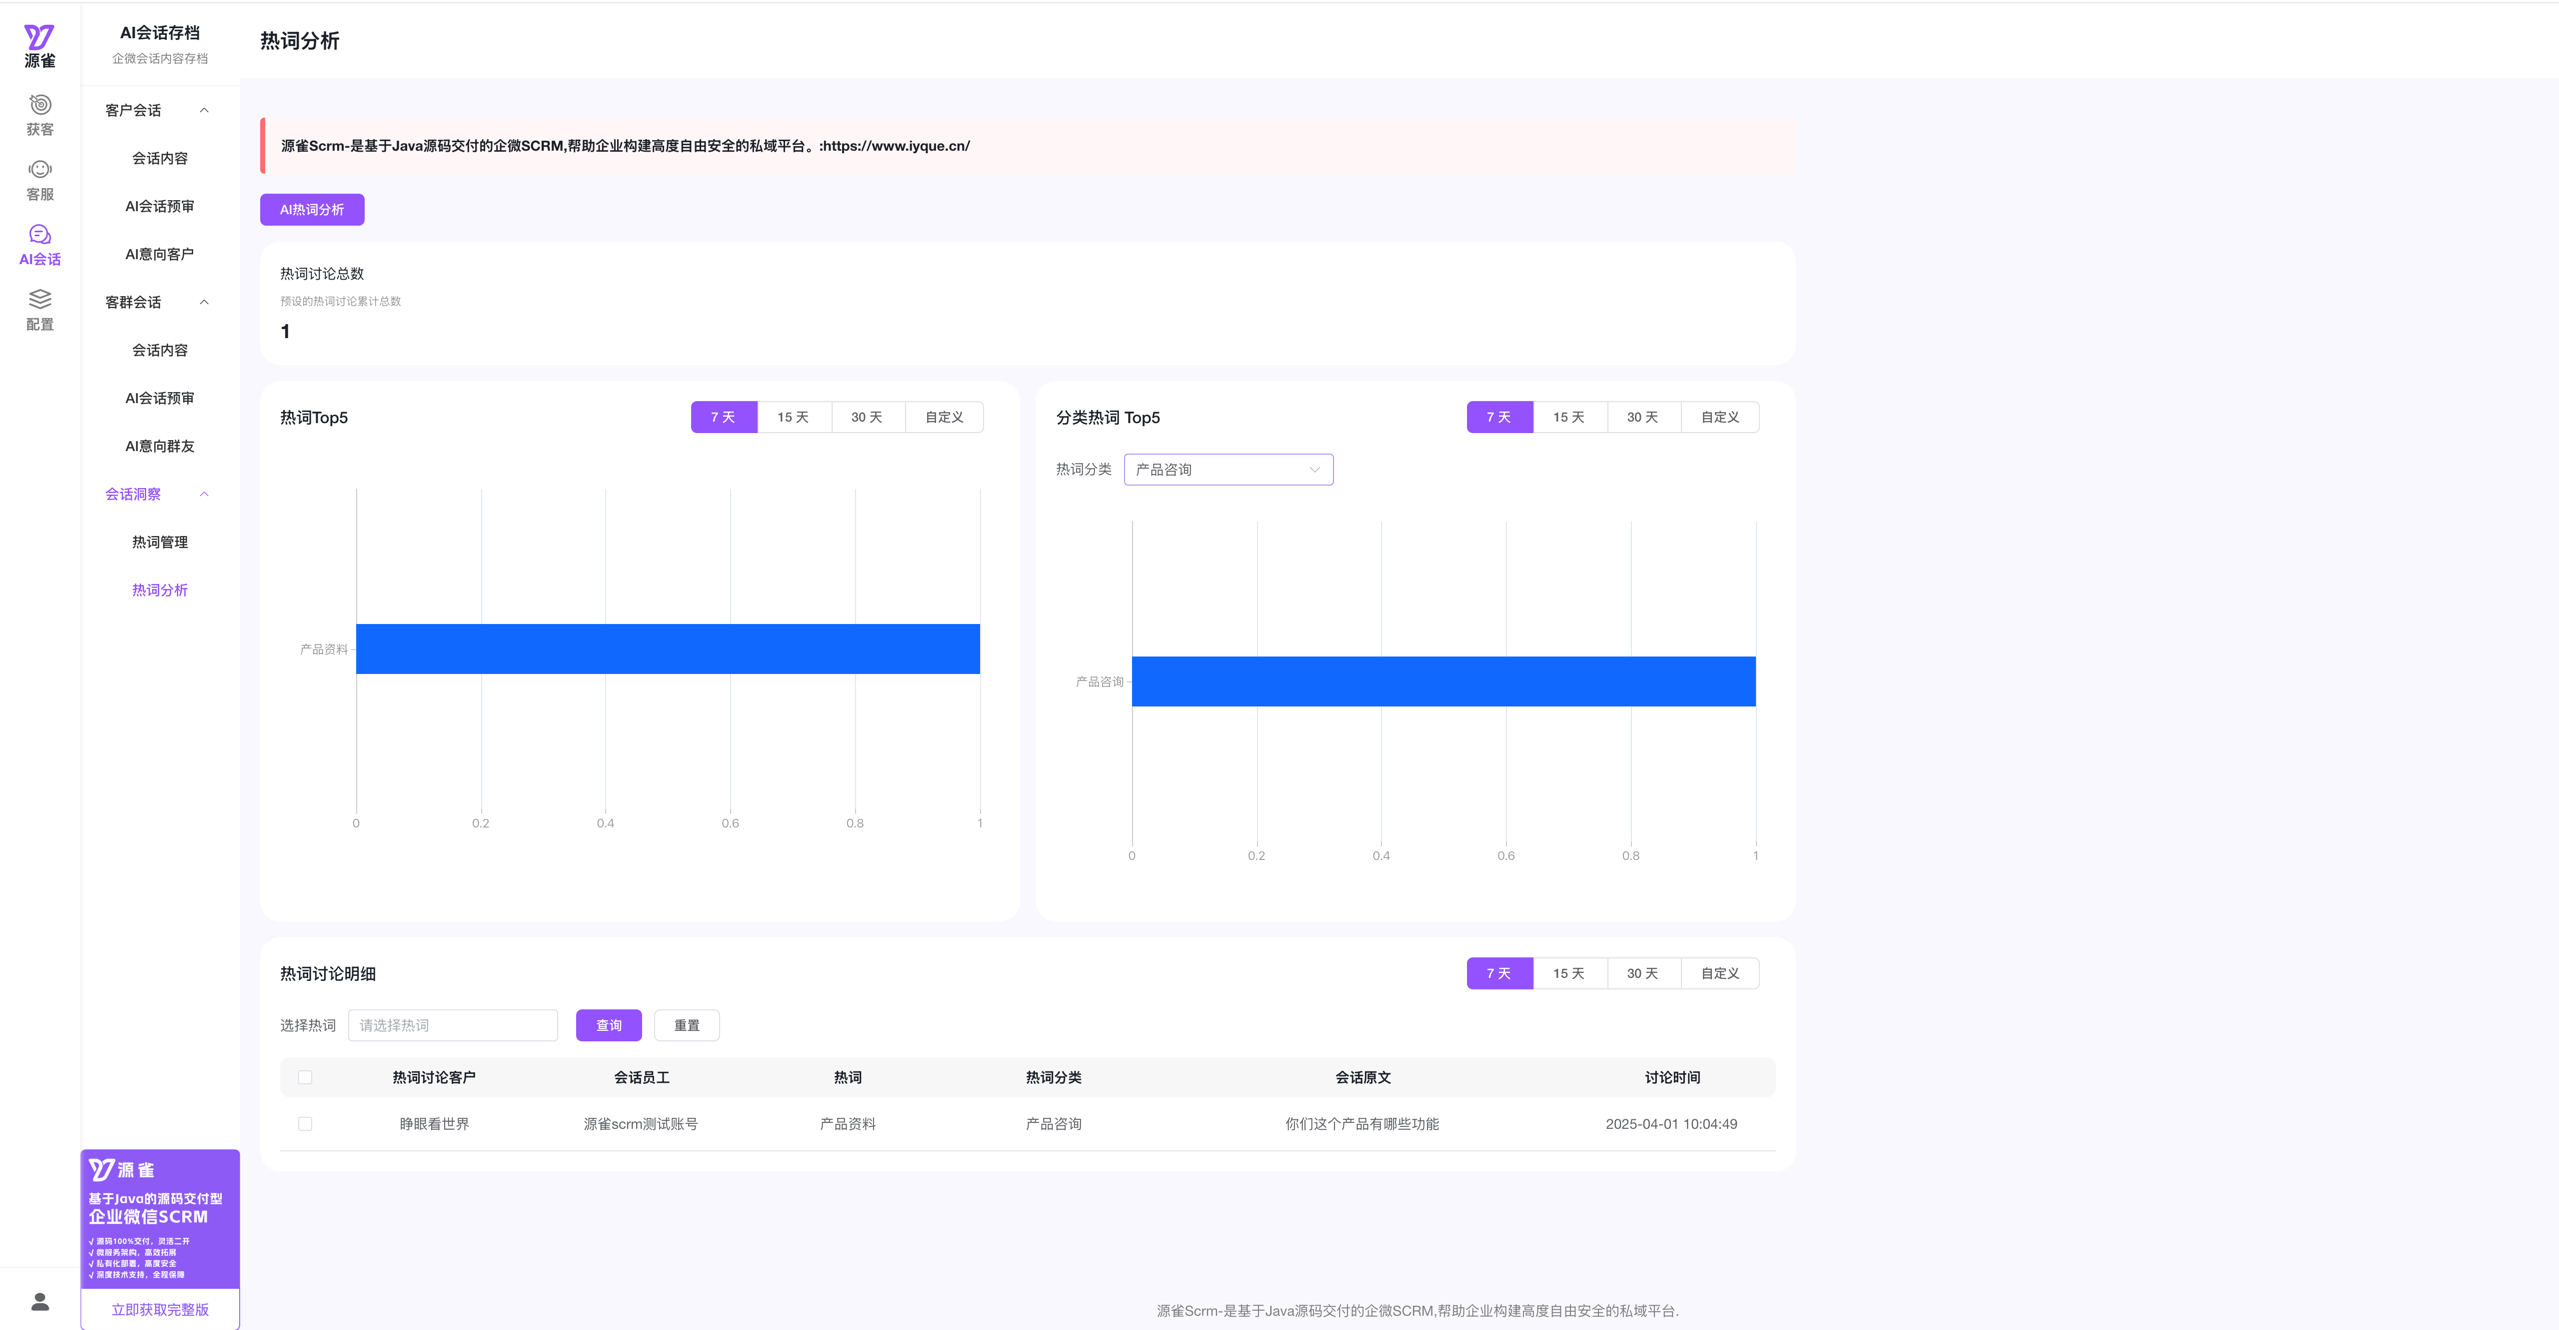 源雀
获客
客服
AI会话
配置
AI会话存档
企微会话内容存档
客户会话
会话内容
AI会话预审
AI意向客户
客群会话
会话内容
AI会话预审
AI意向群友
会话洞察
热词管理
热词分析
源雀
基于Java的源码交付型
企业微信SCRM
√ 源码100%交付，灵活二开
√ 微服务架构，高效拓展
√ 私有化部署，高度安全
√ 深度技术支持，全程保障
立即获取完整版
热词分析
源雀Scrm-是基于Java源码交付的企微SCRM,帮助企业构建高度自由安全的私域平台。:https://www.iyque.cn/
AI热词分析
热词讨论总数
预设的热词讨论累计总数
1
热词Top5
7 天 15 天 30 天 自定义
产品资料
0 0.2 0.4 0.6 0.8 1
分类热词 Top5
7 天 15 天 30 天 自定义
热词分类 产品咨询
产品咨询
0 0.2 0.4 0.6 0.8 1
热词讨论明细
7 天 15 天 30 天 自定义
选择热词 请选择热词 查询 重置
热词讨论客户 会话员工 热词 热词分类 会话原文 讨论时间
睁眼看世界 源雀scrm测试账号 产品资料 产品咨询 你们这个产品有哪些功能 2025-04-01 10:04:49
源雀Scrm-是基于Java源码交付的企微SCRM,帮助企业构建高度自由安全的私域平台.